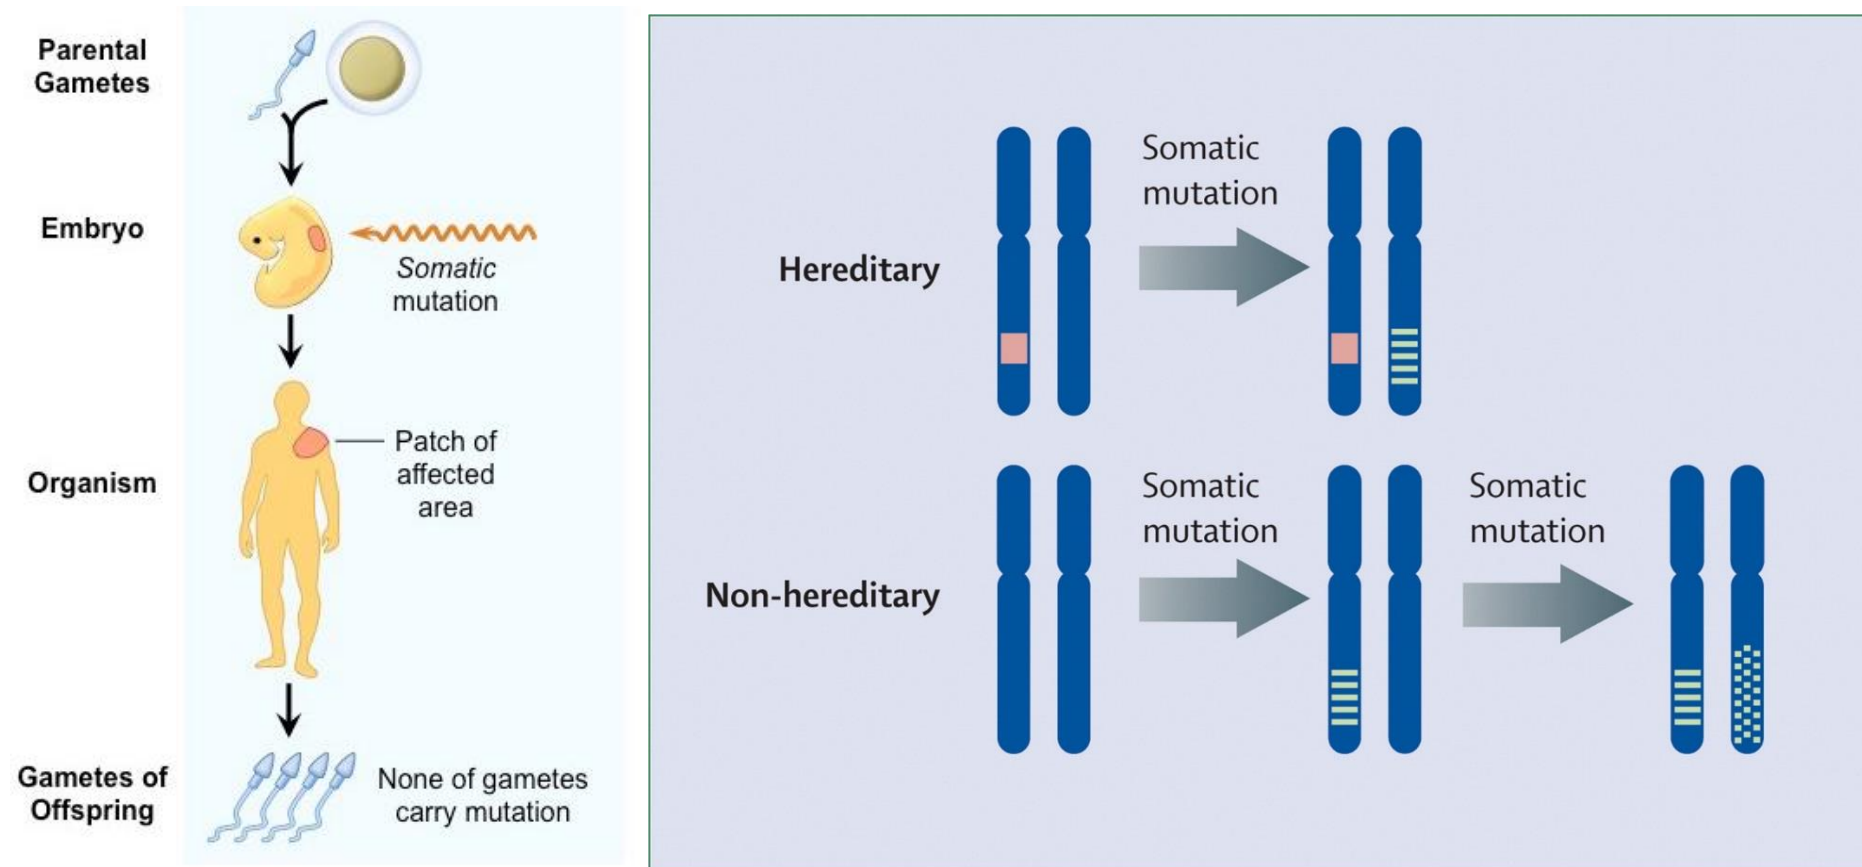 Parental
Gametes
Embryo
Somatic
mutation
Organism
Patch of
affected
area
Gametes of
Offspring
None of gametes
carry mutation
Somatic
mutation
Hereditary
Somatic
mutation
Somatic
mutation
Non-hereditary